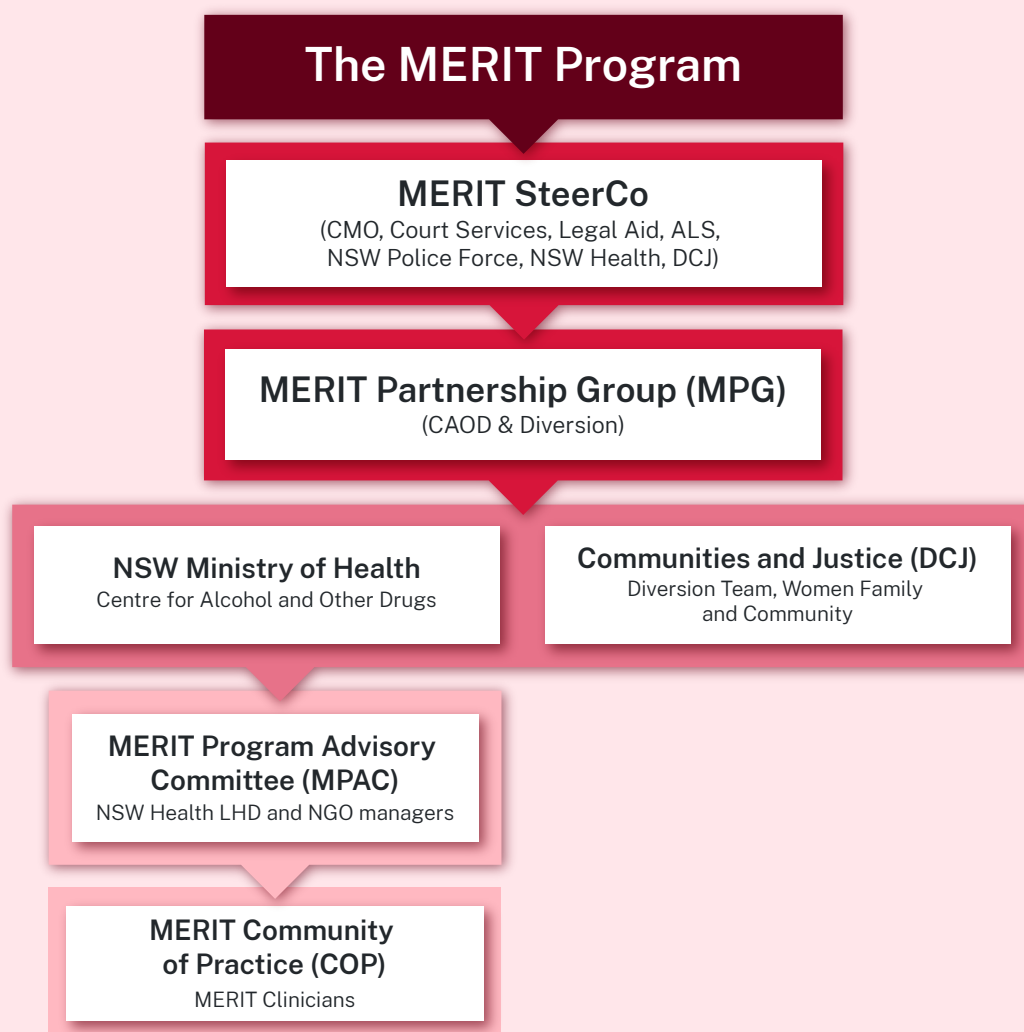 The MERIT Program
MERIT SteerCo
(CMO, Court Services, Legal Aid, ALS,
NSW Police Force, NSW Health, DCJ)
MERIT Partnership Group (MPG)
(CAOD & Diversion)
NSW Ministry of Health
Centre for Alcohol and Other Drugs
Communities and Justice (DCJ)
Diversion Team, Women Family
and Community
MERIT Program Advisory
Committee (MPAC)
NSW Health LHD and NGO managers
MERIT Community
of Practice (COP)
MERIT Clinicians